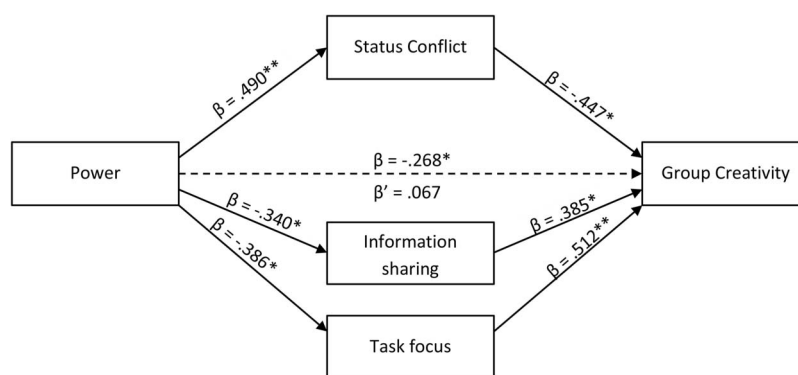 Status Conflict
β = .490**
β = -.447*
Power
β = -.268*
β’ = .067
Group Creativity
β = -.340*
β = .385*
Information
sharing
β = -.386*
β = .512**
Task focus